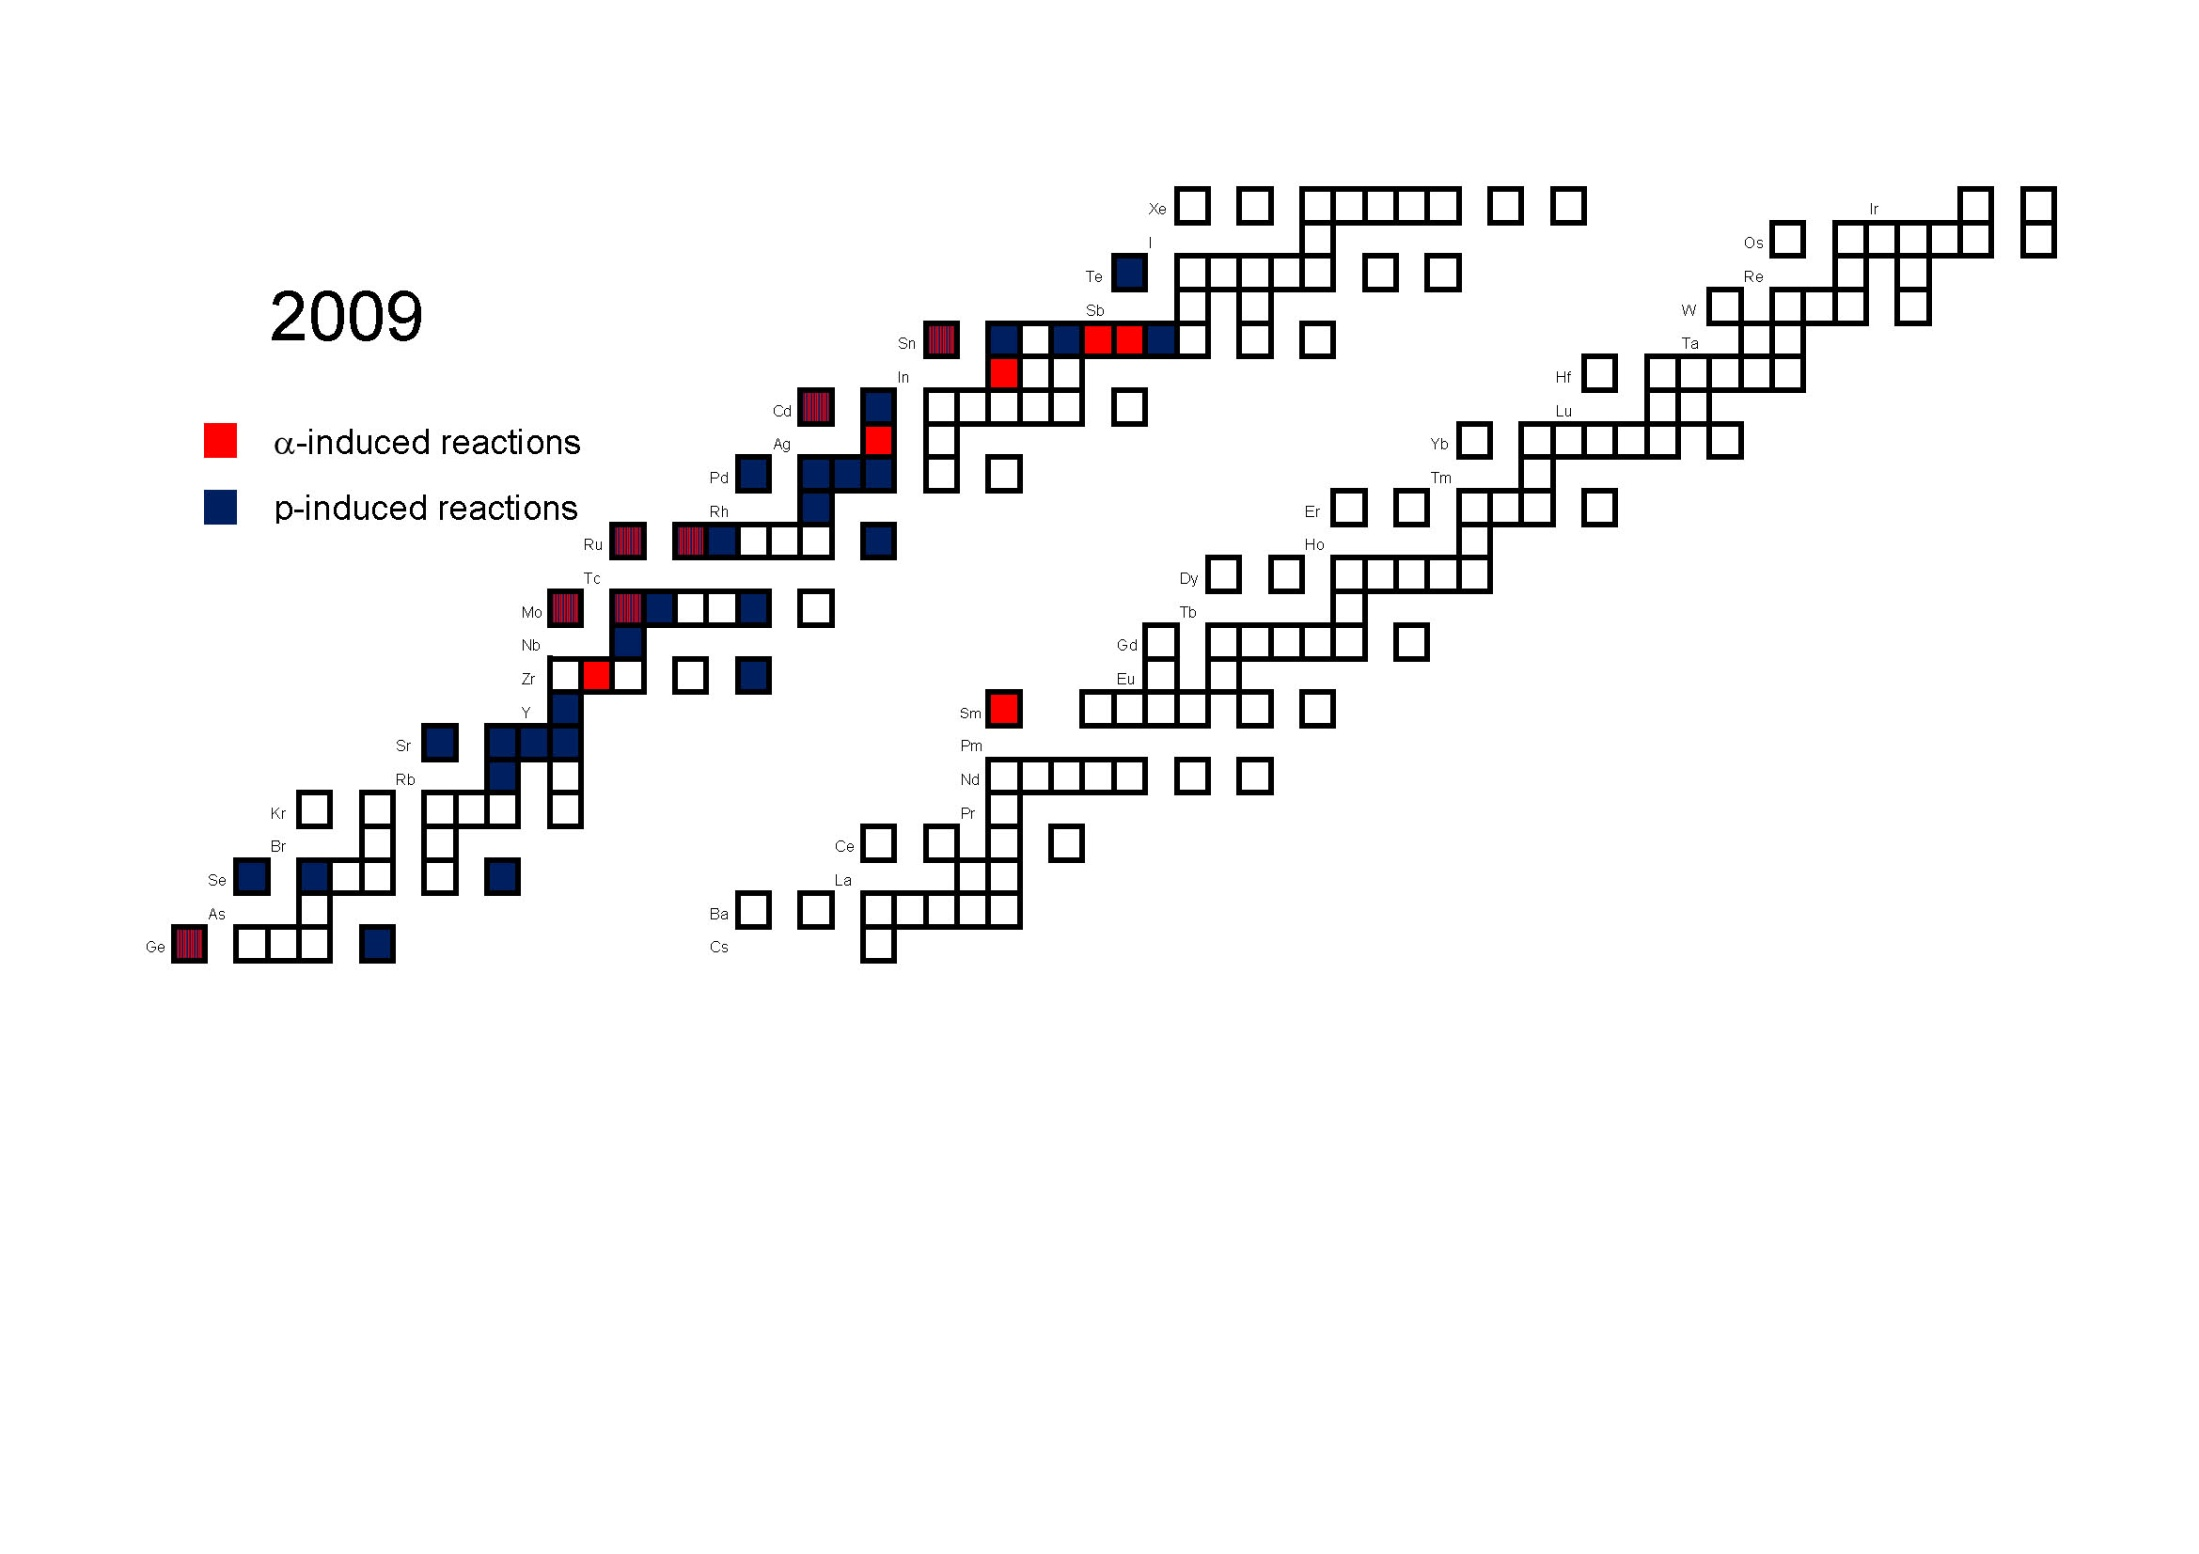 Xe
Ir
I
Os
Te
Re
2009
Sb
W
Sn
Ta
In
Hf
Cd
Lu
α-induced reactions
Ag
Yb
Pd
Tm
p-induced reactions
Rh
Er
Ru
Ho
Tc
Dy
Mo
Tb
Nb
Gd
Zr
Eu
Y
Sm
Sr
Pm
Rb
Nd
Kr
Pr
Br
Ce
Se
La
As
Ba
Ge
Cs